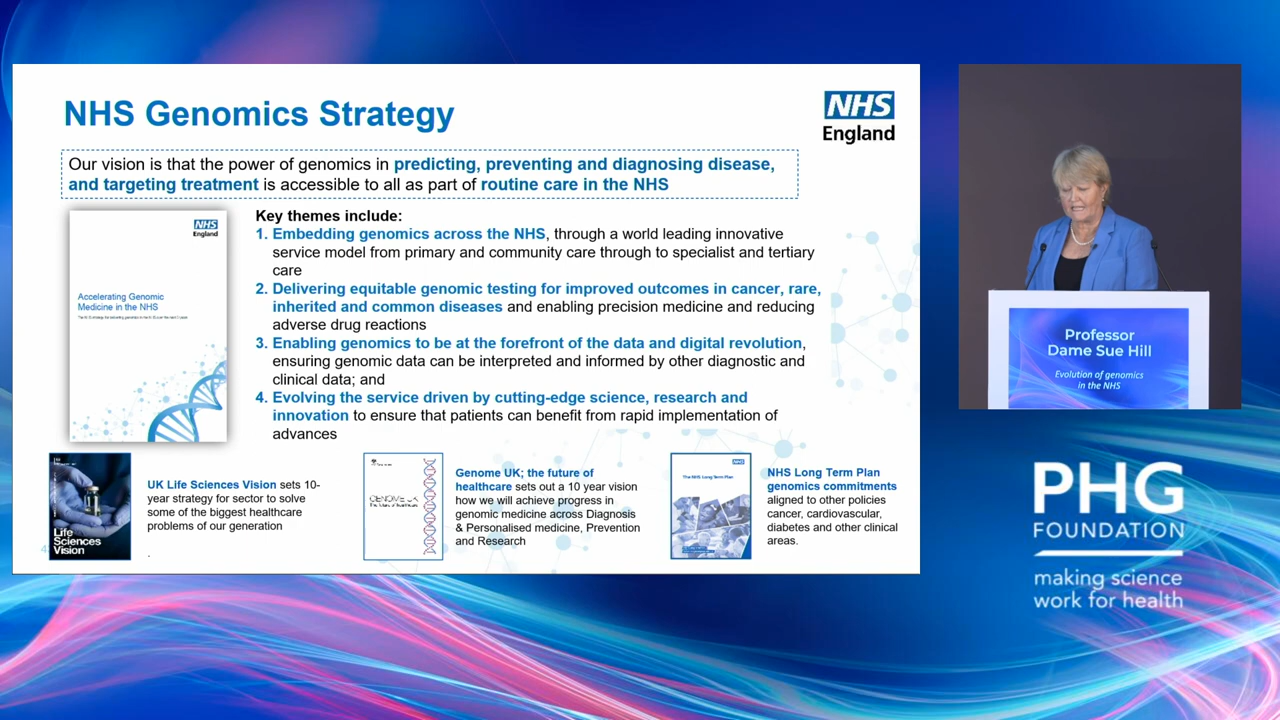 NHS Genomics Strategy
NHS
England
Our vision is that the power of genomics in predicting, preventing and diagnosing disease,
and targeting treatment is accessible to all as part of routine care in the NHS
NHS
England
Accelerating Genomic
Medicine in the NHS
Key themes include:
1. Embedding genomics across the NHS, through a world leading innovative
service model from primary and community care through to specialist and tertiary
care
2. Delivering equitable genomic testing for improved outcomes in cancer, rare,
inherited and common diseases and enabling precision medicine and reducing
adverse drug reactions
3. Enabling genomics to be at the forefront of the data and digital revolution,
ensuring genomic data can be interpreted and informed by other diagnostic and
clinical data; and
4. Evolving the service driven by cutting-edge science, research and
innovation to ensure that patients can benefit from rapid implementation of
advances
Life
Sciences
Vision
UK Life Sciences Vision sets 10-
year strategy for sector to solve
some of the biggest healthcare
problems of our generation
.
GENOME UK
The future of healthcare
Genome UK; the future of
healthcare sets out a 10 year vision
how we will achieve progress in
genomic medicine across Diagnosis
& Personalised medicine, Prevention
and Research
NHS
The NHS Long Term Plan
NHS Long Term Plan
genomics commitments
aligned to other policies
cancer, cardiovascular,
diabetes and other clinical
areas.
4
Professor
Dame Sue Hill
Evolution of genomics
in the NHS
PHG
FOUNDATION
making science
work for health